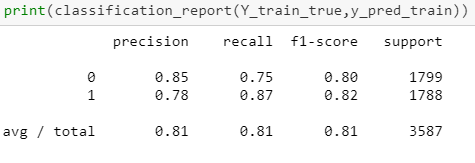 print(classification_report(Y_train_true,y_pred_train))
precision recall f1-score support
0 0.85 0.75 0.80 1799
1 0.78 0.87 0.82 1788
avg / total 0.81 0.81 0.81 3587